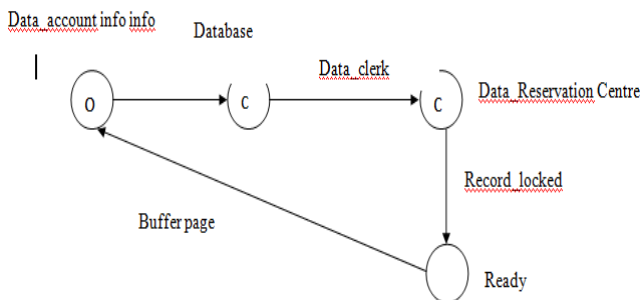 Data_account info info
Database
Data_clerk
O
C
C
Data_Reservation Centre
Record_locked
Buffer page
Ready